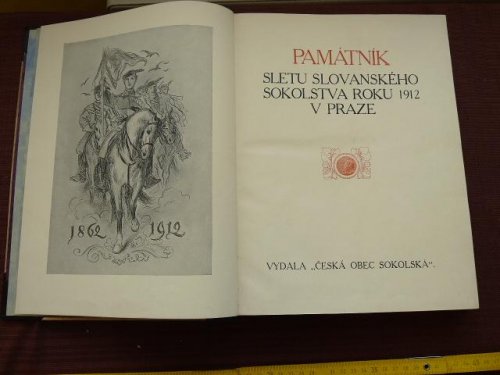 1862 1912
PAMÁTNÍK
SLETU SLOVANSKÉHO
SOKOLSTVA ROKU 1912
V PRAZE
VYDALA „ČESKÁ OBEC SOKOLSKÁ“.